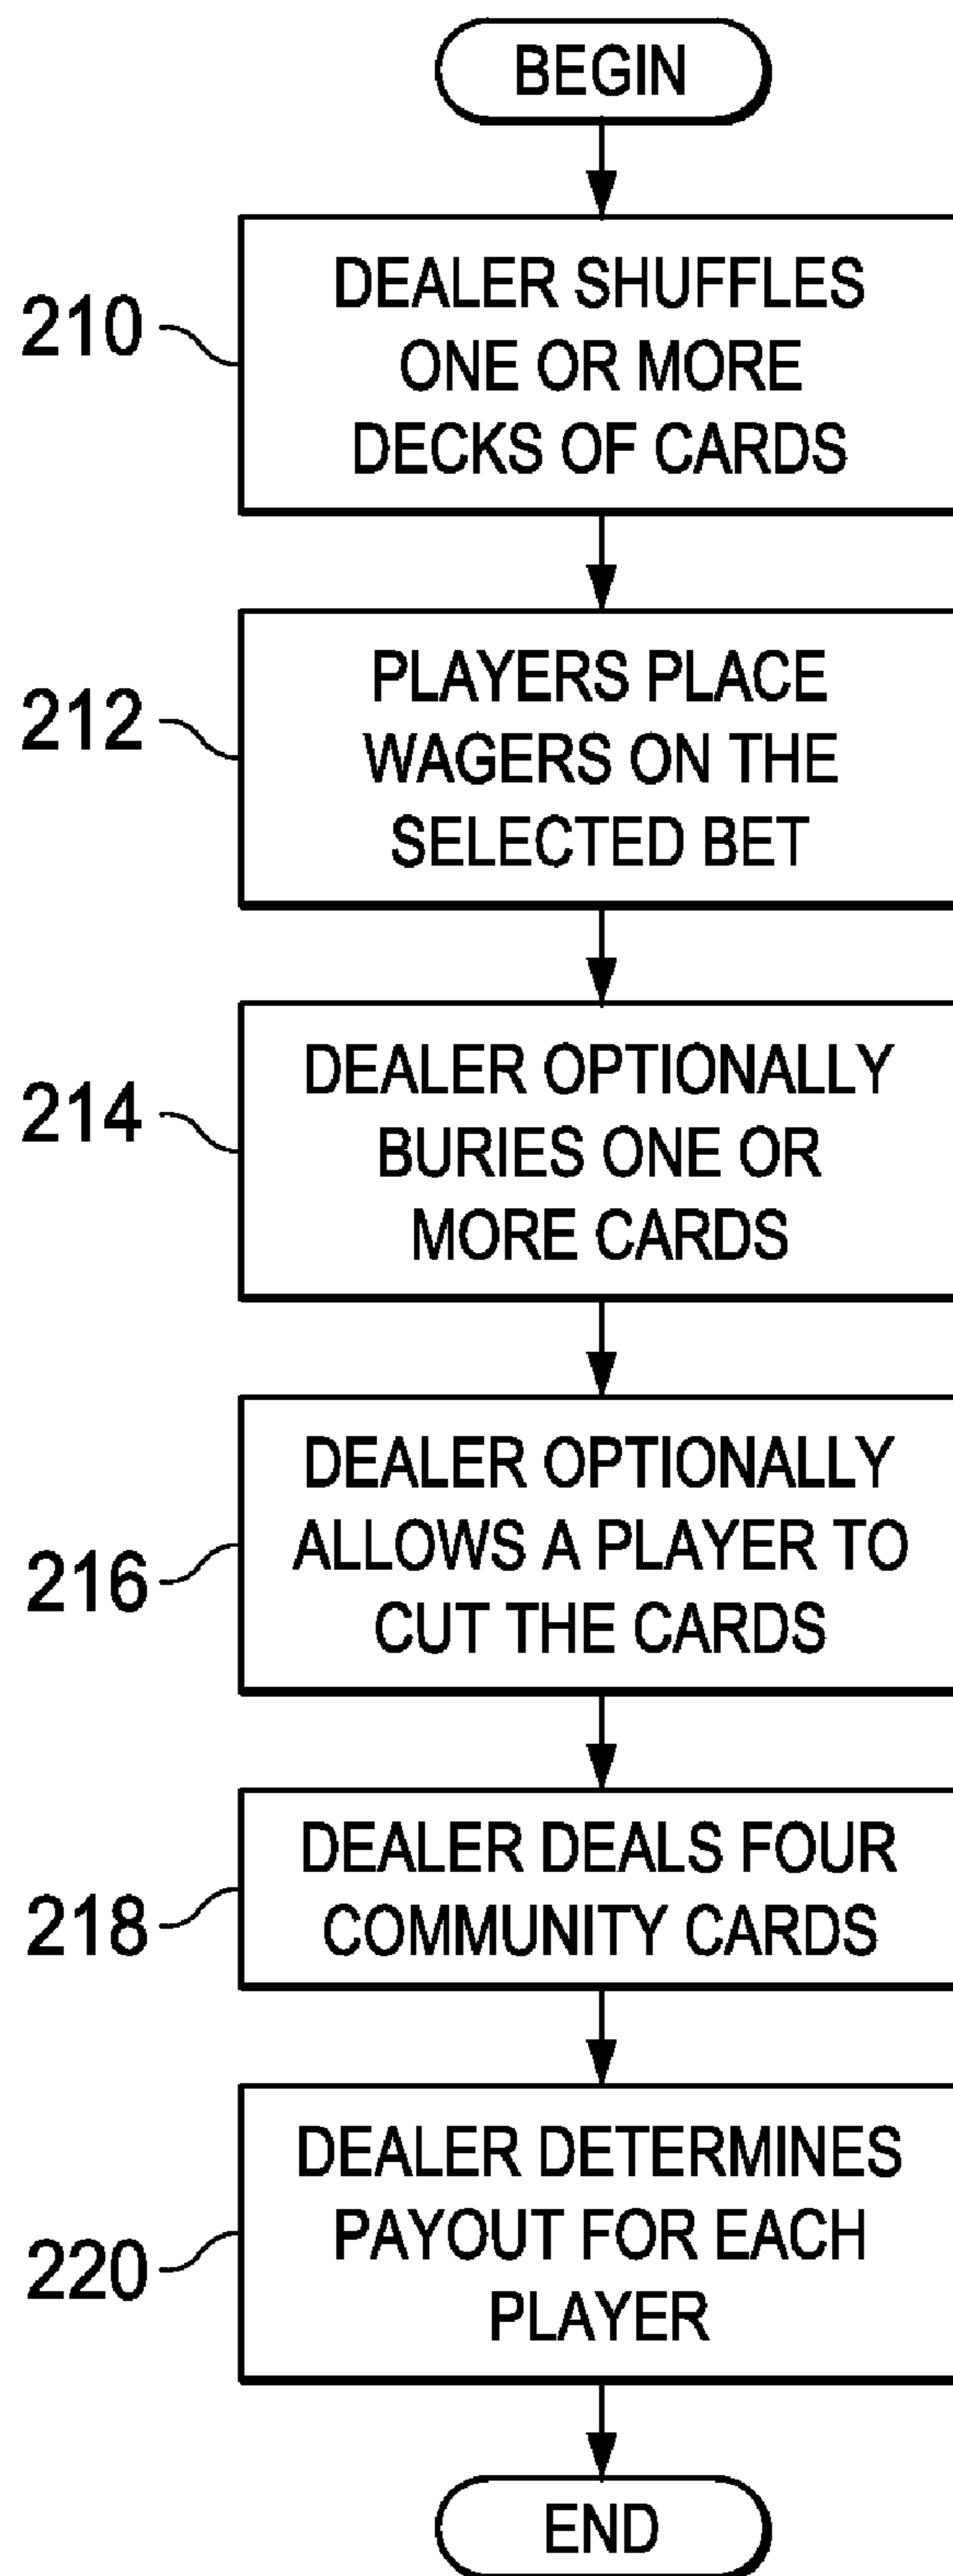 BEGIN
210
DEALER SHUFFLES
ONE OR MORE
DECKS OF CARDS
212
PLAYERS PLACE
WAGERS ON THE
SELECTED BET
214
DEALER OPTIONALLY
BURIES ONE OR
MORE CARDS
216
DEALER OPTIONALLY
ALLOWS A PLAYER TO
CUT THE CARDS
218
DEALER DEALS FOUR
COMMUNITY CARDS
220
DEALER DETERMINES
PAYOUT FOR EACH
PLAYER
END